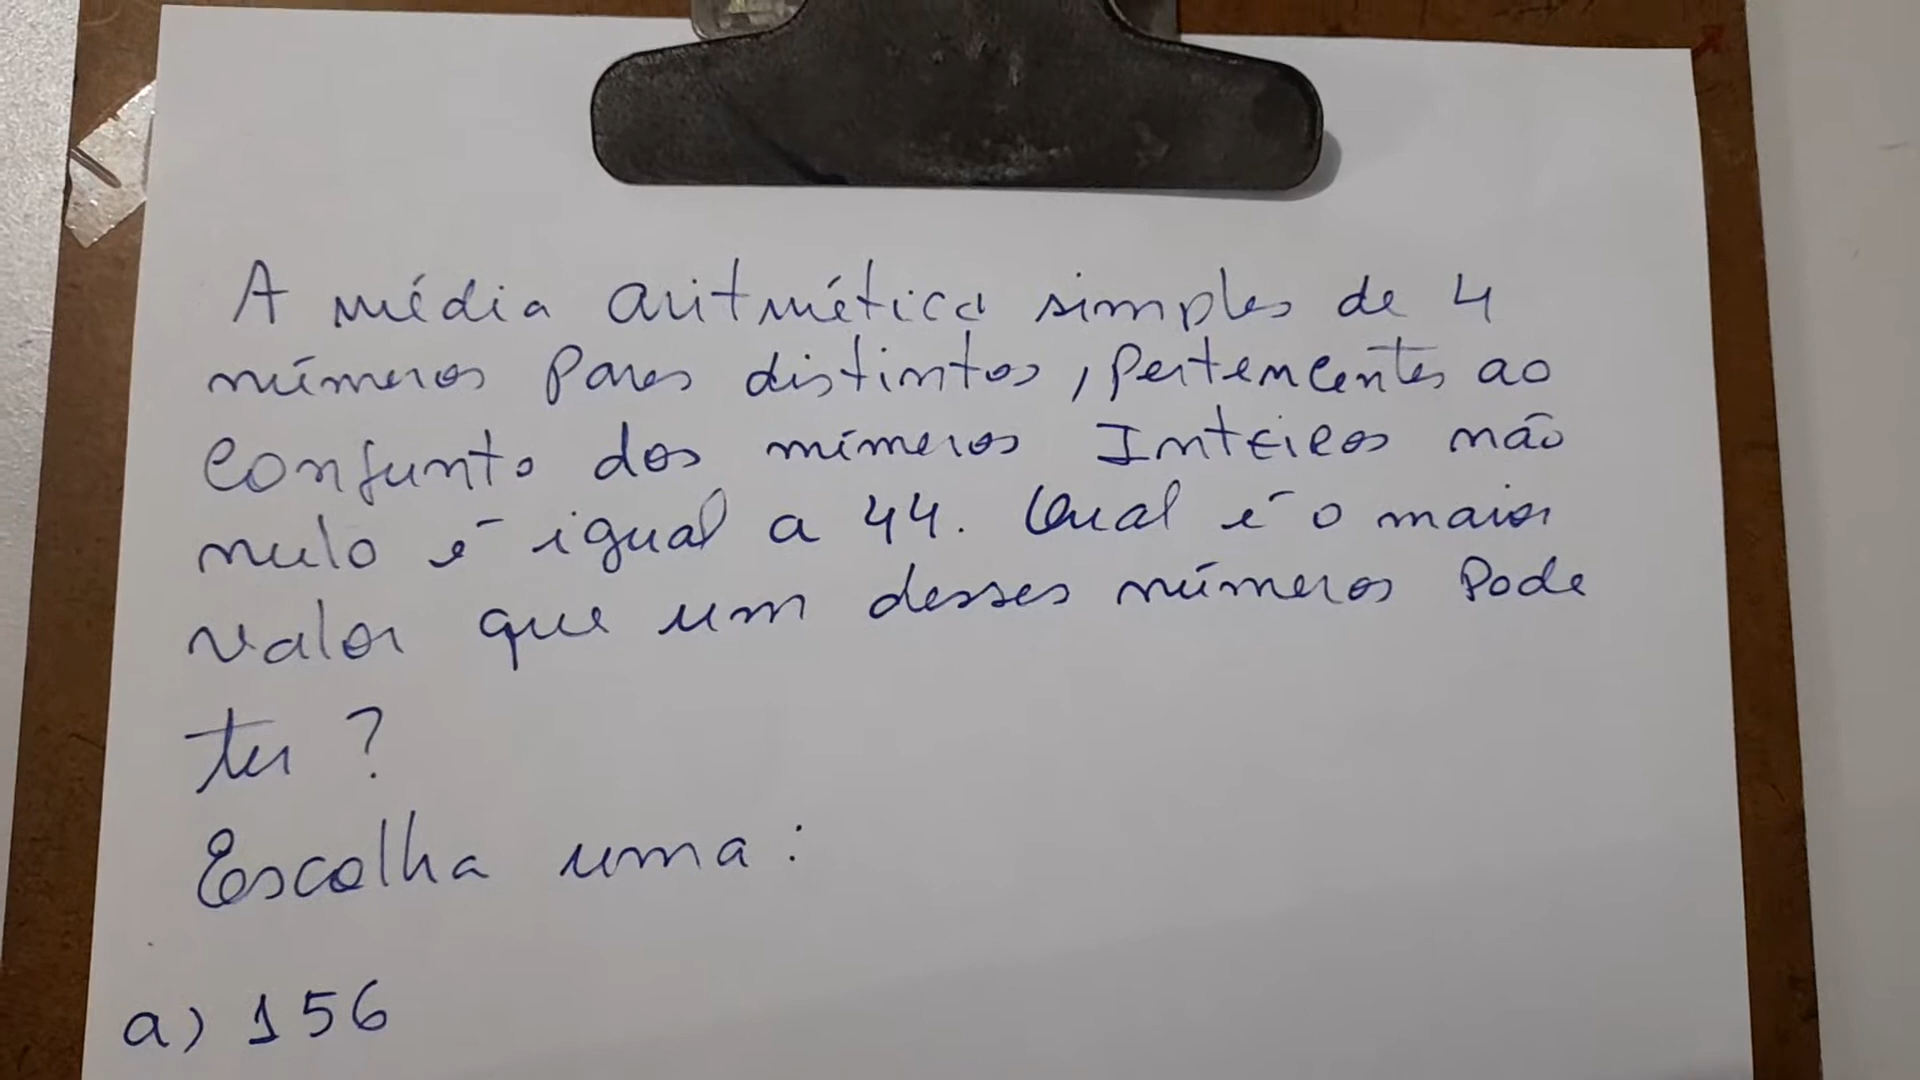 A média aritmética simples de 4
números Pares distintos, Pertencentes ao
conjunto dos números Inteiros não
nulo é igual a 44. Qual é o maior
valor que um desses números Pode
ter ?
Escolha uma :
a) 156